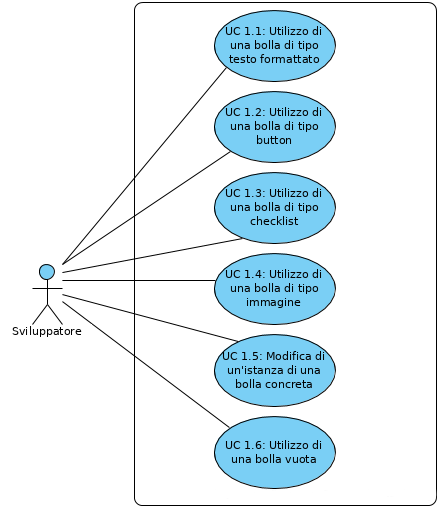 UC 1.1: Utilizzo di
una bolla di tipo
testo formattato
UC 1.2: Utilizzo di
una bolla di tipo
button
UC 1.3: Utilizzo di
una bolla di tipo
checklist
UC 1.4: Utilizzo di
una bolla di tipo
immagine
Sviluppatore
UC 1.5: Modifica di
un'istanza di una
bolla concreta
UC 1.6: Utilizzo di
una bolla vuota